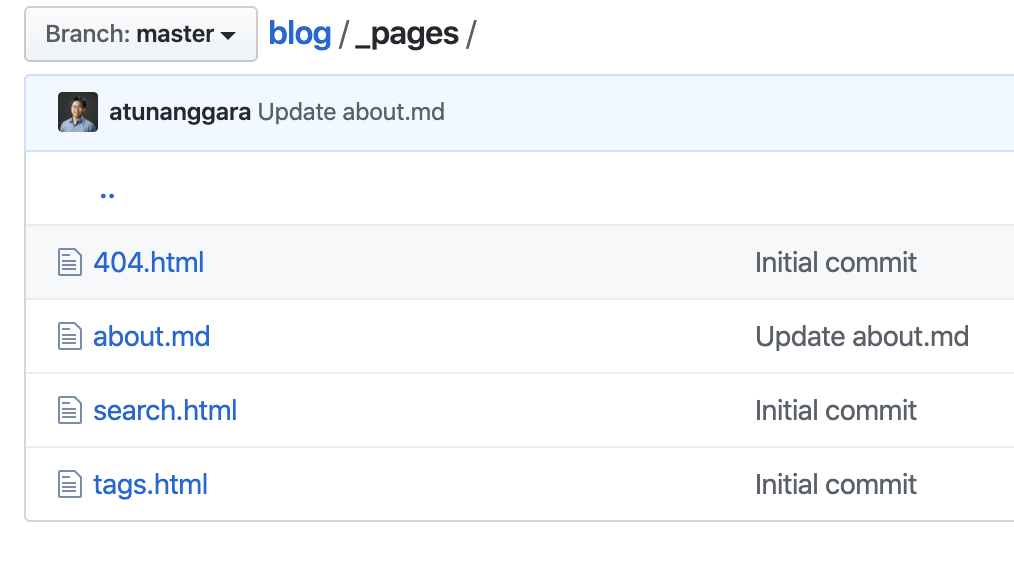 Branch: master blog / _pages /
atunanggara Update about.md
..
404.html Initial commit
about.md Update about.md
search.html Initial commit
tags.html Initial commit